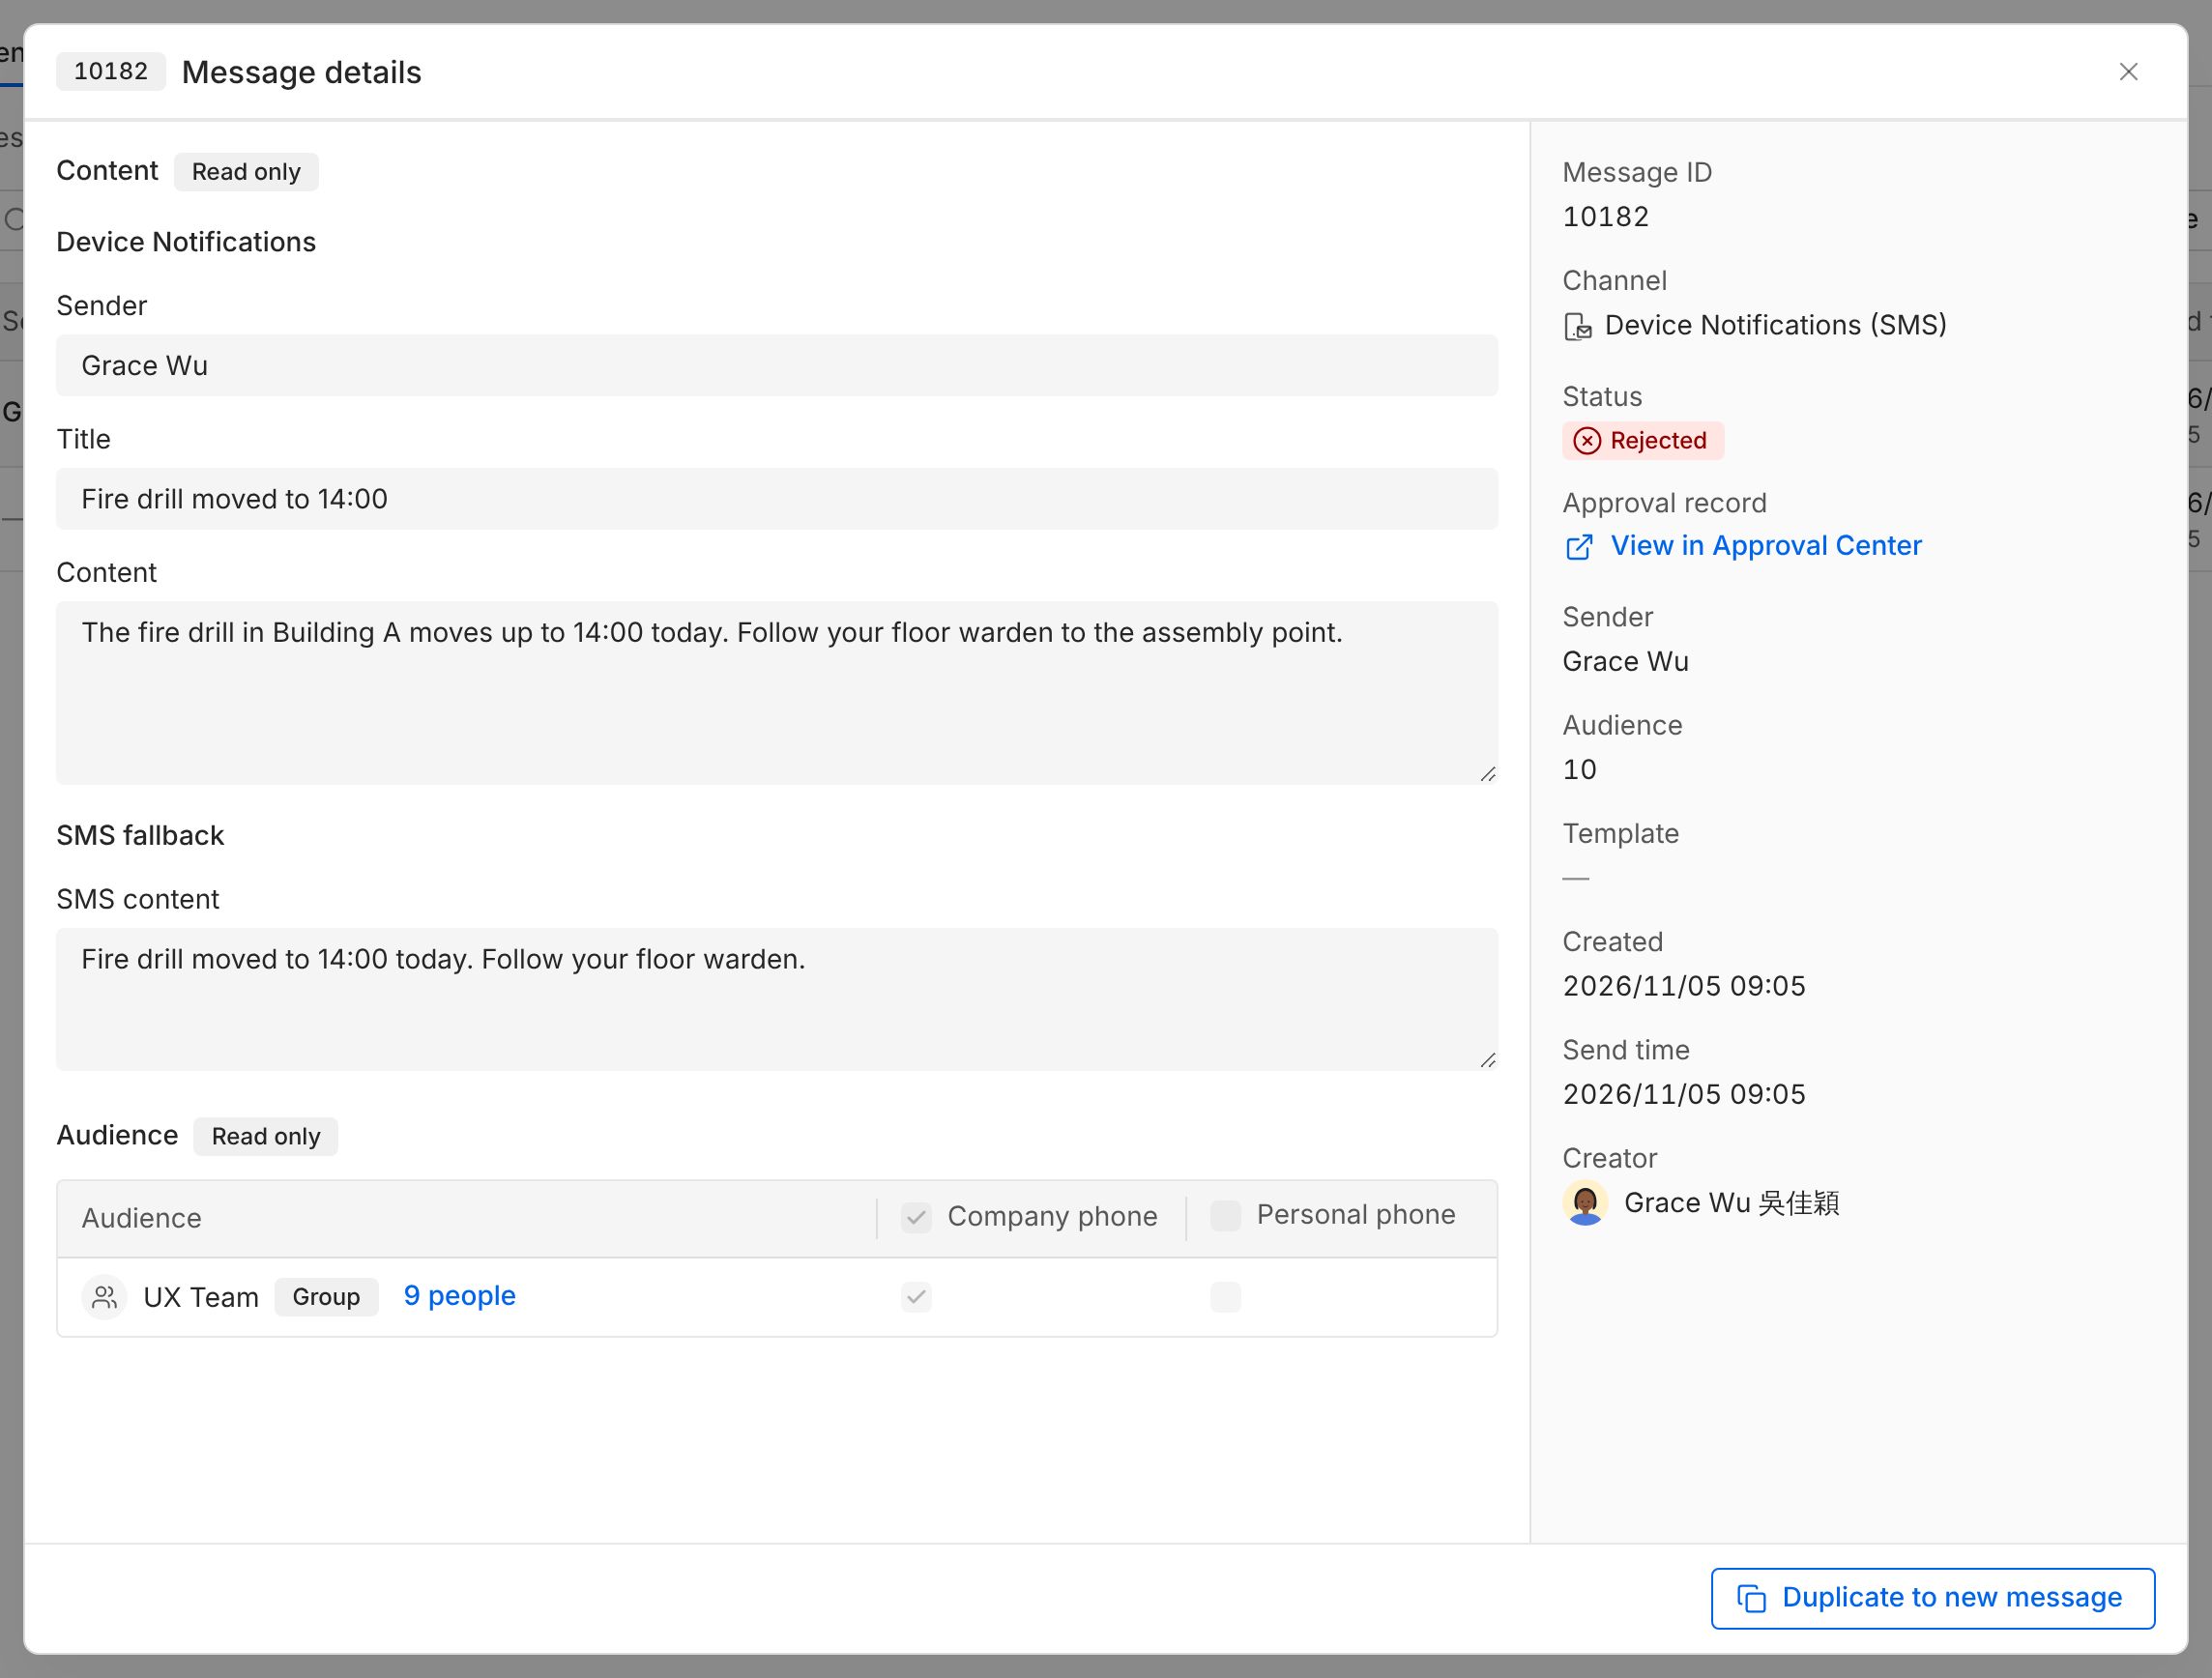 10182 Message details
Content Read only
Device Notifications
Sender
Grace Wu
Title
Fire drill moved to 14:00
Content
The fire drill in Building A moves up to 14:00 today. Follow your floor warden to the assembly point.
SMS fallback
SMS content
Fire drill moved to 14:00 today. Follow your floor warden.
Audience Read only
Audience Company phone Personal phone
UX Team Group 9 people
Message ID
10182
Channel
Device Notifications (SMS)
Status
Rejected
Approval record
View in Approval Center
Sender
Grace Wu
Audience
10
Template
—
Created
2026/11/05 09:05
Send time
2026/11/05 09:05
Creator
Grace Wu 吳佳穎
Duplicate to new message